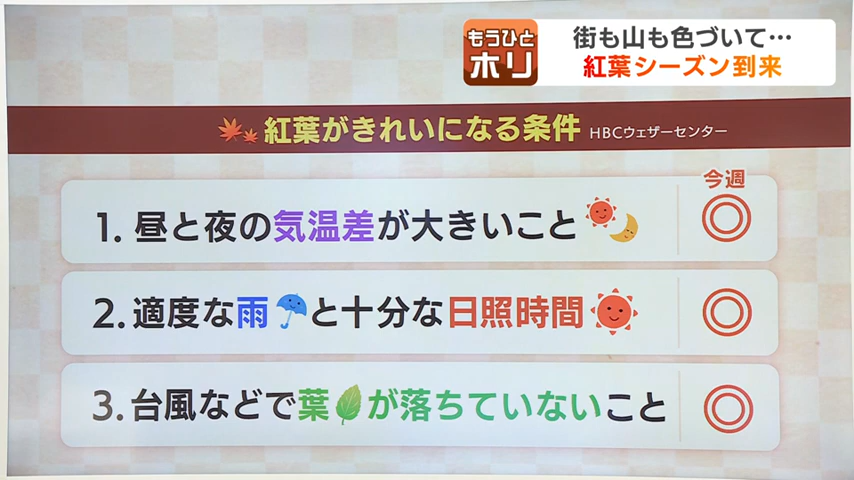 もうひと
ホリ
街も山も色づいて…
紅葉シーズン到来
紅葉がきれいになる条件 HBCウェザーセンター
今週
1. 昼と夜の気温差が大きいこと ◎
2. 適度な雨と十分な日照時間 ◎
3. 台風などで葉が落ちていないこと ◎